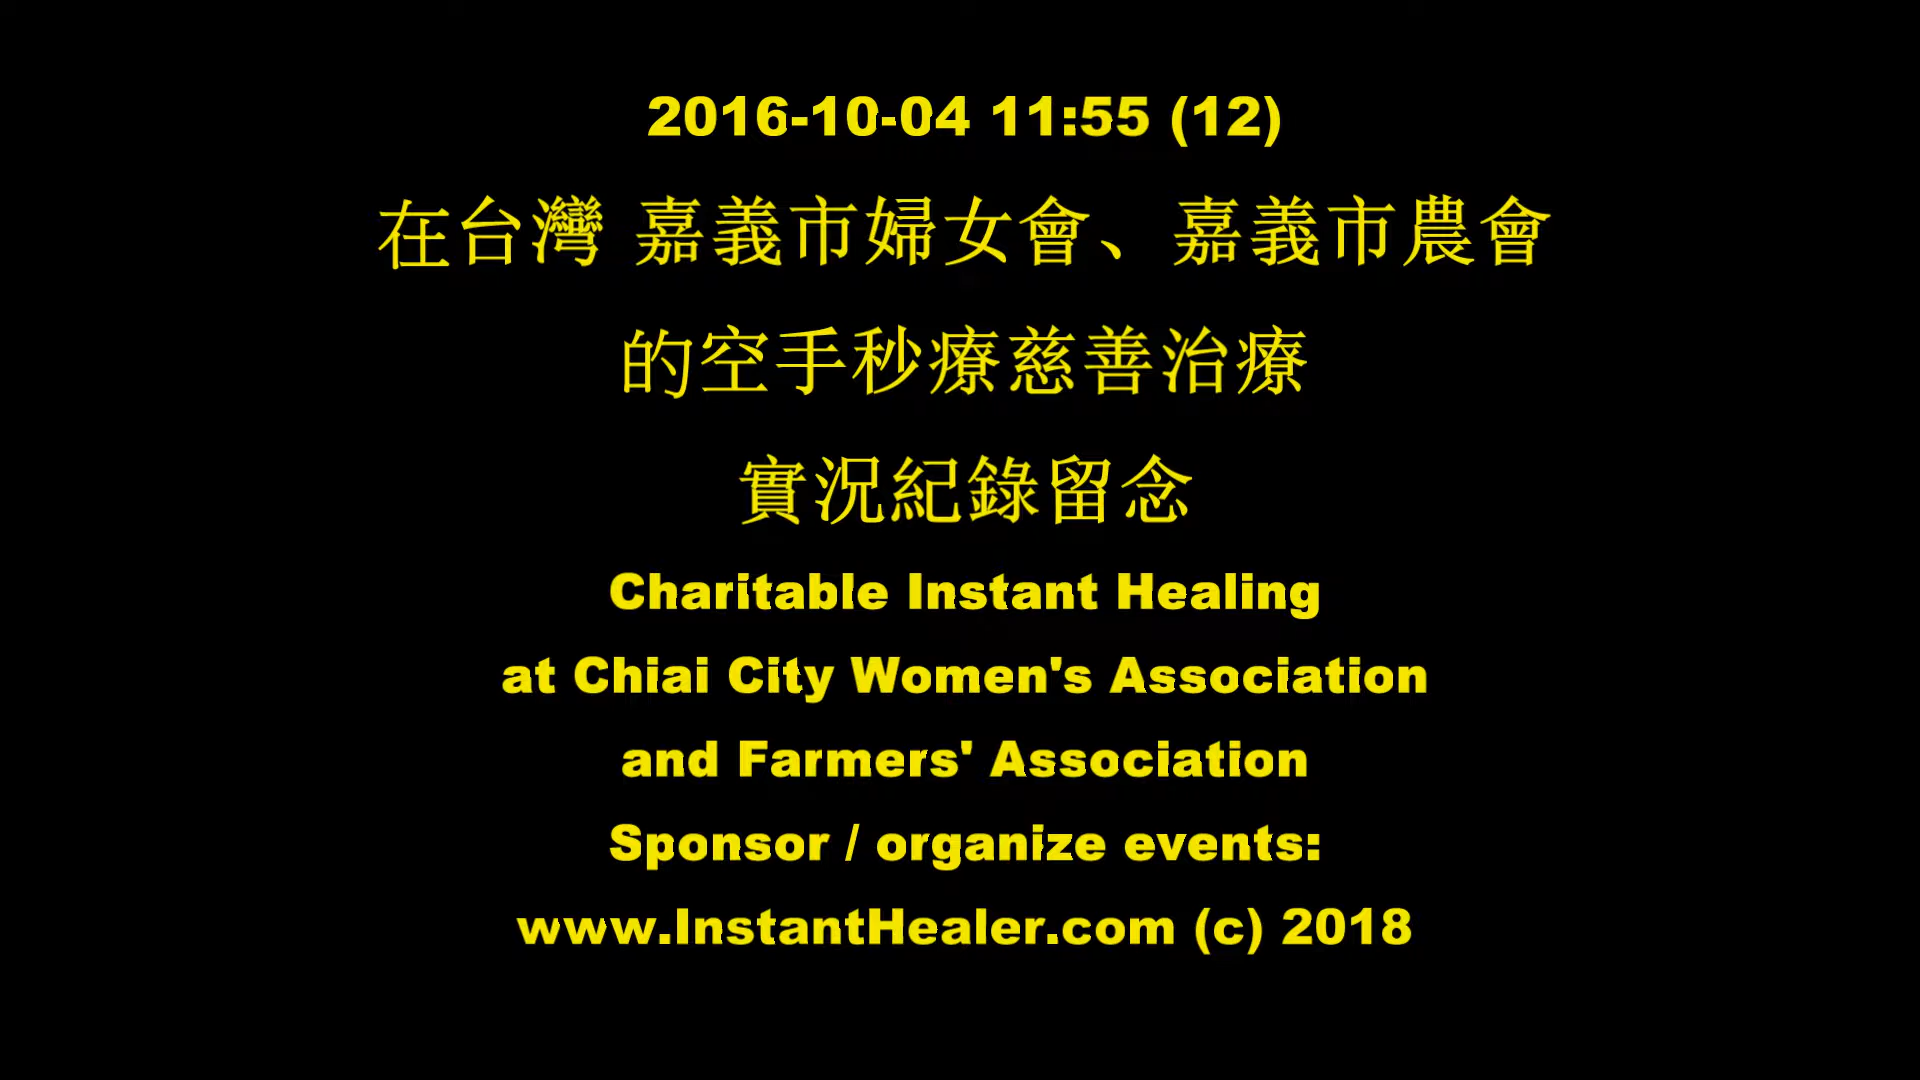 2016-10-04 11:55 (12)
在台灣 嘉義市婦女會、嘉義市農會
的空手秒療慈善治療
實況紀錄留念
Charitable Instant Healing
at Chiai City Women's Association
and Farmers' Association
Sponsor / organize events:
www.InstantHealer.com (c) 2018